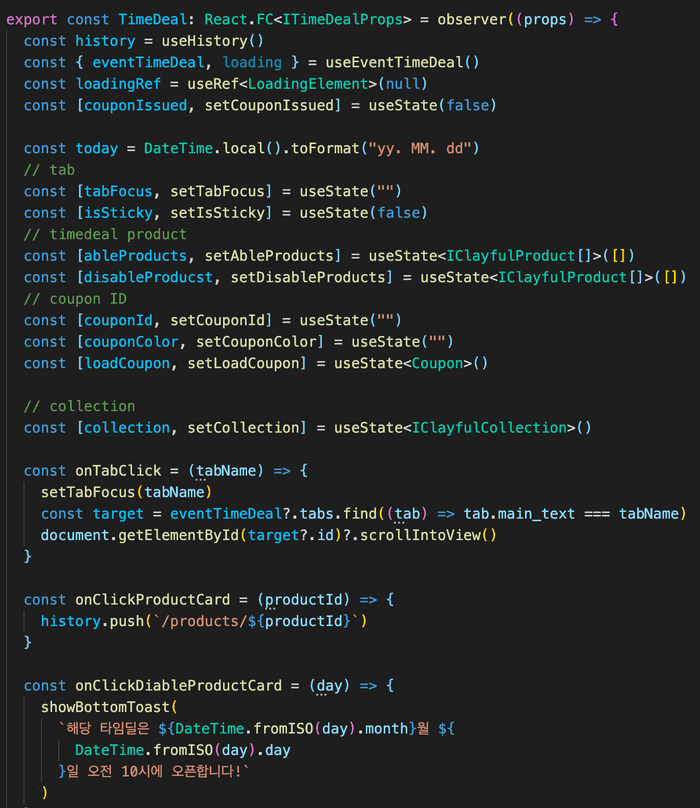 export const TimeDeal: React.FC<ITimeDealProps> = observer((props) => {
const history = useHistory()
const { eventTimeDeal, loading } = useEventTimeDeal()
const loadingRef = useRef<LoadingElement>(null)
const [couponIssued, setCouponIssued] = useState(false)
const today = DateTime.local().toFormat("yy. MM. dd")
// tab
const [tabFocus, setTabFocus] = useState("")
const [isSticky, setIsSticky] = useState(false)
// timedeal product
const [ableProducts, setAbleProducts] = useState<IClayfulProduct[]>([])
const [disableProducst, setDisableProducts] = useState<IClayfulProduct[]>([])
// coupon ID
const [couponId, setCouponId] = useState("")
const [couponColor, setCouponColor] = useState("")
const [loadCoupon, setLoadCoupon] = useState<Coupon>()
// collection
const [collection, setCollection] = useState<IClayfulCollection>()
const onTabClick = (tabName) => {
setTabFocus(tabName)
const target = eventTimeDeal?.tabs.find((tab) => tab.main_text === tabName)
document.getElementById(target?.id)?.scrollIntoView()
}
const onClickProductCard = (productId) => {
history.push(`/products/${productId}`)
}
const onClickDiableProductCard = (day) => {
showBottomToast(
`해당 타임딜은 ${DateTime.fromISO(day).month}월 ${
DateTime.fromISO(day).day
}일 오전 10시에 오픈합니다!`
)